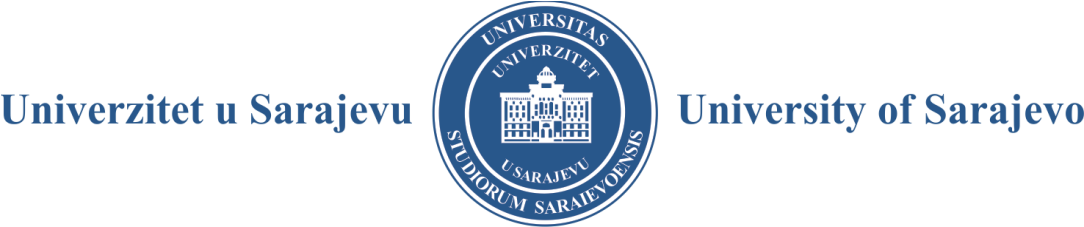 Univerzitet u Sarajevu
UNIVERSITAS
STUDIORUM SARAIEVOENSIS
UNIVERZITET
U SARAJEVU
University of Sarajevo